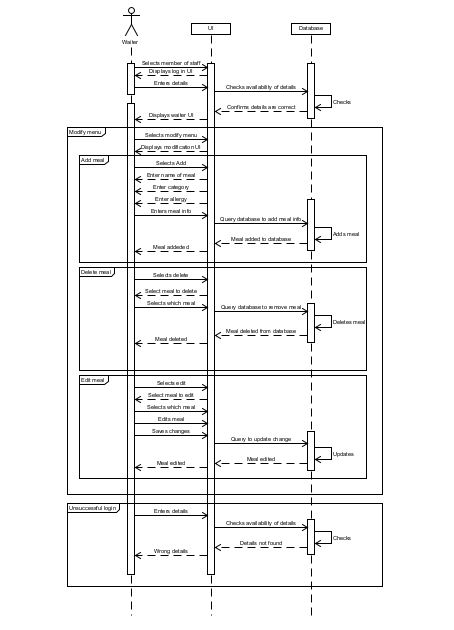 Waiter
UI
Database
Selects member of staff
Displays log in UI
Enters details
Checks availability of details
Checks
Confirms details are correct
Displays waiter UI
Modify menu
Selects modify menu
Displays modification UI
Add meal
Selects Add
Enter name of meal
Enter category
Enter allergy
Enters meal info
Query database to add meal info
Adds meal
Meal added to database
Meal addeded
Delete meal
Selects delete
Select meal to delete
Selects which meal
Query database to remove meal
Deletes meal
Meal deleted from database
Meal deleted
Edit meal
Selects edit
Select meal to edit
Selects which meal
Edits meal
Saves changes
Query to update change
Updates
Meal edited
Meal edited
Unsuccessful login
Enters details
Checks availability of details
Checks
Details not found
Wrong details